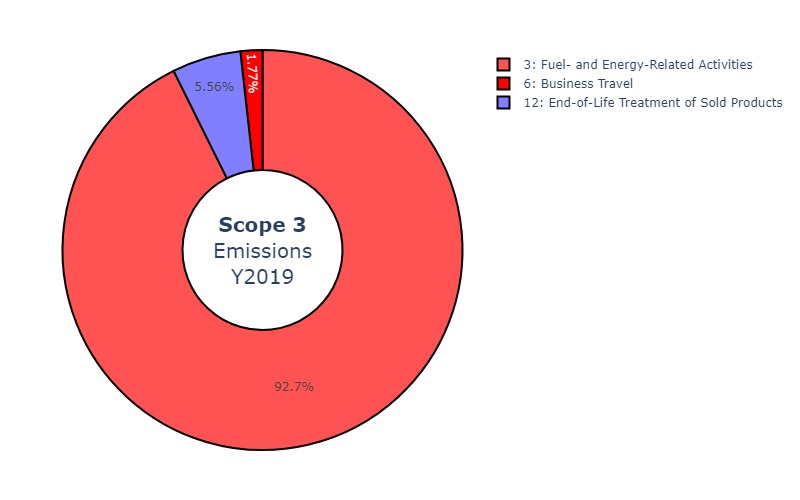 3: Fuel- and Energy-Related Activities
6: Business Travel
12: End-of-Life Treatment of Sold Products
5.56%
1.77%
Scope 3
Emissions
Y2019
92.7%